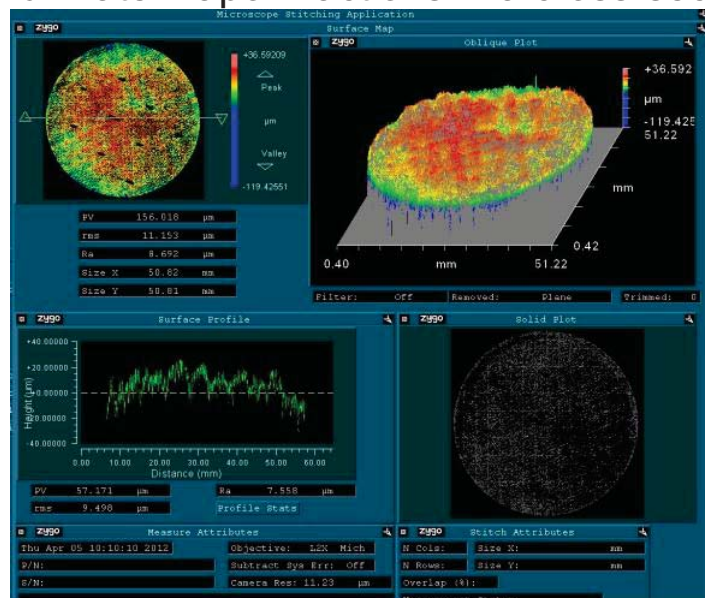 Microscope Stitching Application
Surface Map
zygo
zygo Oblique Plot
+36.59209
Peak
µm
Valley
-119.42551
+36.592
µm
-119.425
51.22
mm
0.42
0.40 mm 51.22
PV 156.018 µm
rms 11.153 µm
Ra 8.692 µm
Size X 50.82 mm
Size Y 50.81 mm
Filter: Off Removed: Plane Trimmed: 0
zygo Surface Profile
+40.00000
+0.00000
Height (µm)
0.00 10.00 20.00 30.00 40.00 50.00 60.00
Distance (mm)
PV 57.171 µm Ra 7.558 µm
rms 9.498 µm Profile Stats
zygo Solid Plot
zygo Measure Attributes
Thu Apr 05 10:10:10 2012 Objective: L2X Mich
P/N: Subtract Sys Err: Off
S/N: Camera Res: 11.23 µm
zygo Stitch Attributes
N Cols: Size X: mm
N Rows: Size Y: mm
Overlap (%):